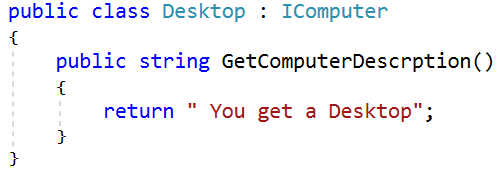 public class Desktop : IComputer
{
public string GetComputerDescrption()
{
return " You get a Desktop";
}
}